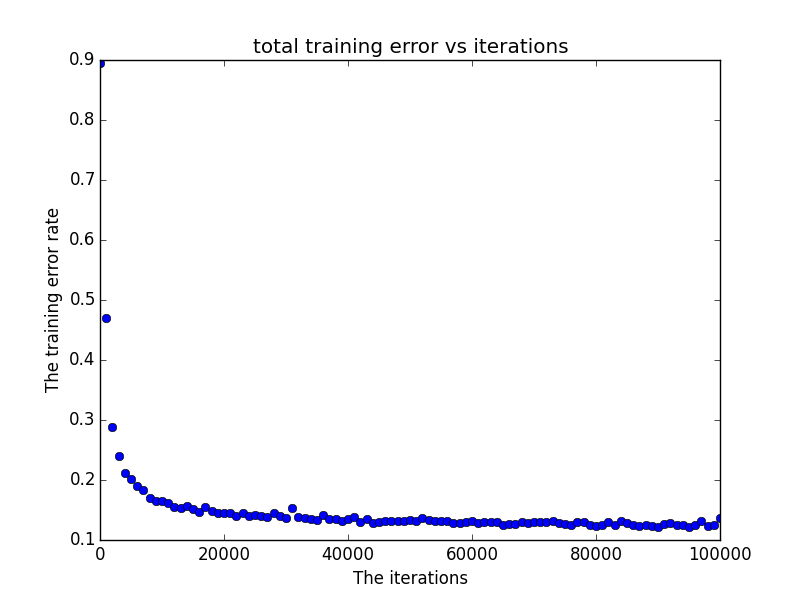 total training error vs iterations
0.9
0.8
0.7
0.6
0.5
0.4
0.3
0.2
0.1
The training error rate
0 20000 40000 60000 80000 100000
The iterations